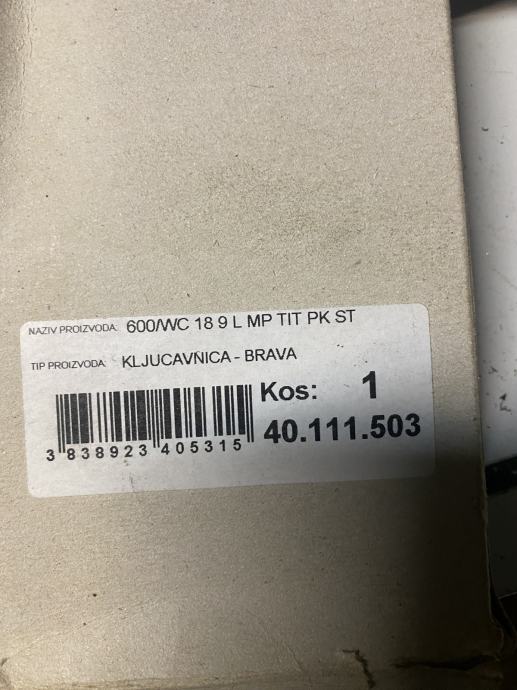 NAZIV PROIZVODA: 600/WC 18 9 L MP TIT PK ST
TIP PROIZVODA: KLJUCAVNICA - BRAVA
Kos: 1
3 838923 405315
40.111.503